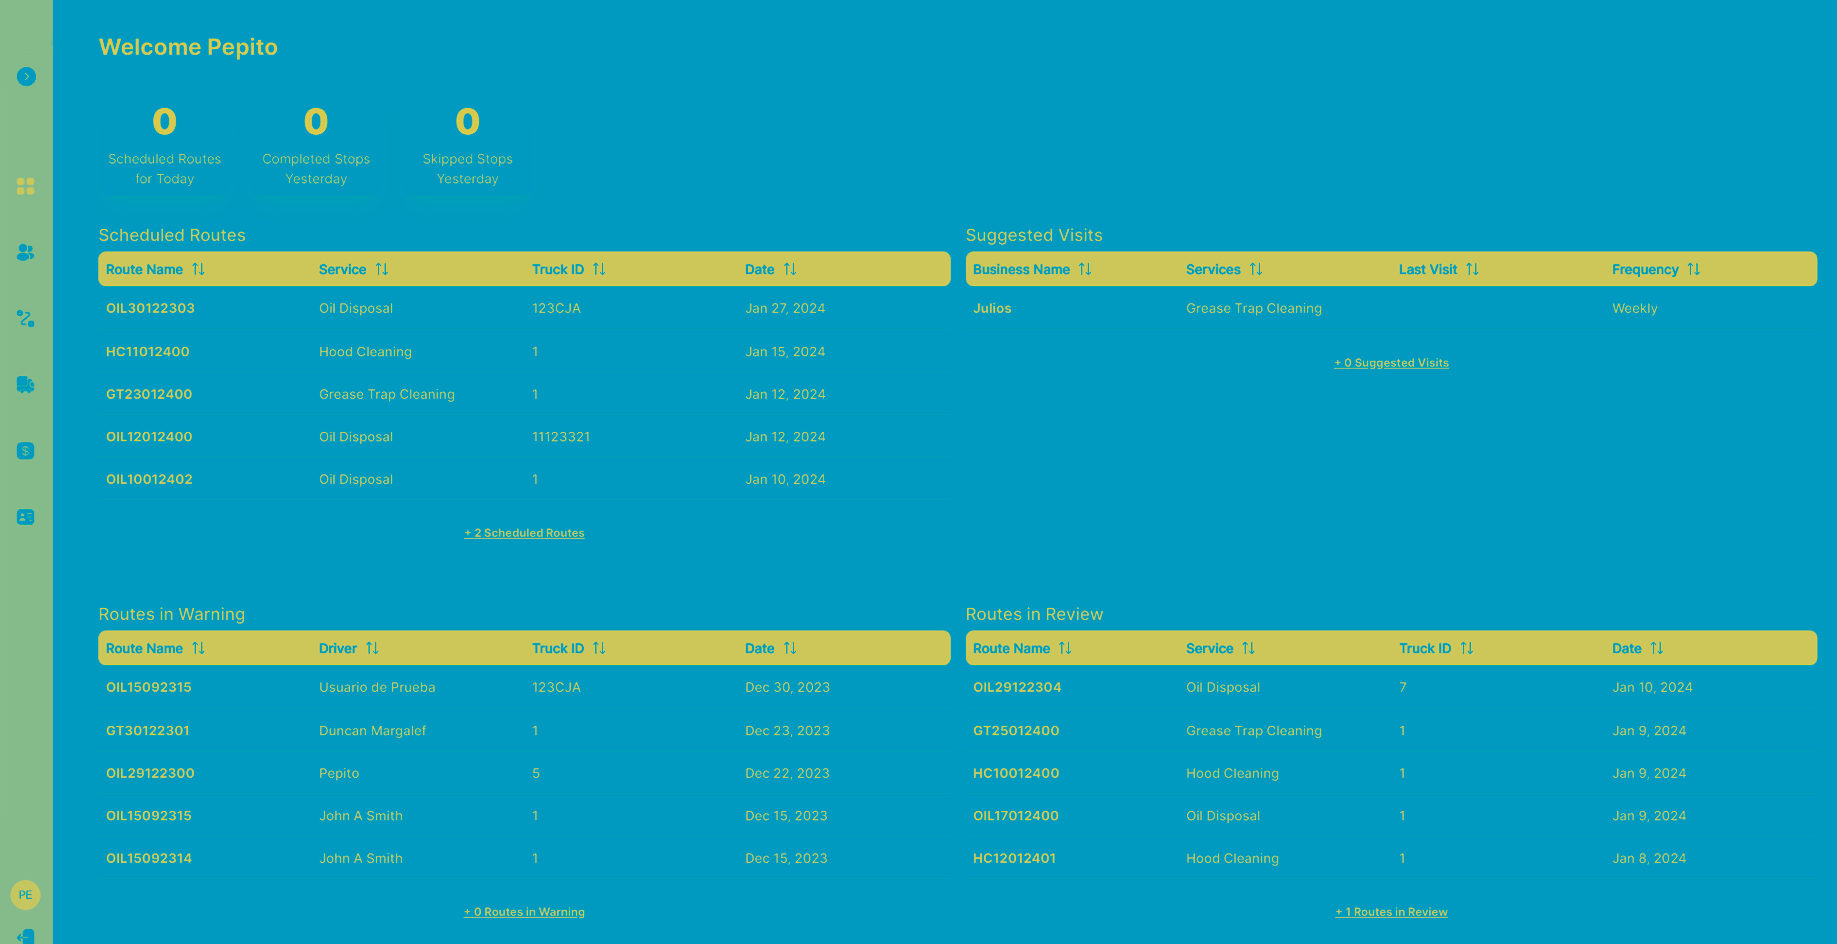 Welcome Pepito
0 0 0
Scheduled Routes Completed Stops Skipped Stops
for Today Yesterday Yesterday
Scheduled Routes
Route Name Service Truck ID Date
OIL30122303 Oil Disposal 123CJA Jan 27, 2024
HC11012400 Hood Cleaning 1 Jan 15, 2024
GT23012400 Grease Trap Cleaning 1 Jan 12, 2024
OIL12012400 Oil Disposal 11123321 Jan 12, 2024
OIL10012402 Oil Disposal 1 Jan 10, 2024
+ 2 Scheduled Routes
Suggested Visits
Business Name Services Last Visit Frequency
Julios Grease Trap Cleaning Weekly
+ 0 Suggested Visits
Routes in Warning
Route Name Driver Truck ID Date
OIL15092315 Usuario de Prueba 123CJA Dec 30, 2023
GT30122301 Duncan Margalef 1 Dec 23, 2023
OIL29122300 Pepito 5 Dec 22, 2023
OIL15092315 John A Smith 1 Dec 15, 2023
OIL15092314 John A Smith 1 Dec 15, 2023
+ 0 Routes in Warning
Routes in Review
Route Name Service Truck ID Date
OIL29122304 Oil Disposal 7 Jan 10, 2024
GT25012400 Grease Trap Cleaning 1 Jan 9, 2024
HC10012400 Hood Cleaning 1 Jan 9, 2024
OIL17012400 Oil Disposal 1 Jan 9, 2024
HC12012401 Hood Cleaning 1 Jan 8, 2024
+ 1 Routes in Review
$
PE